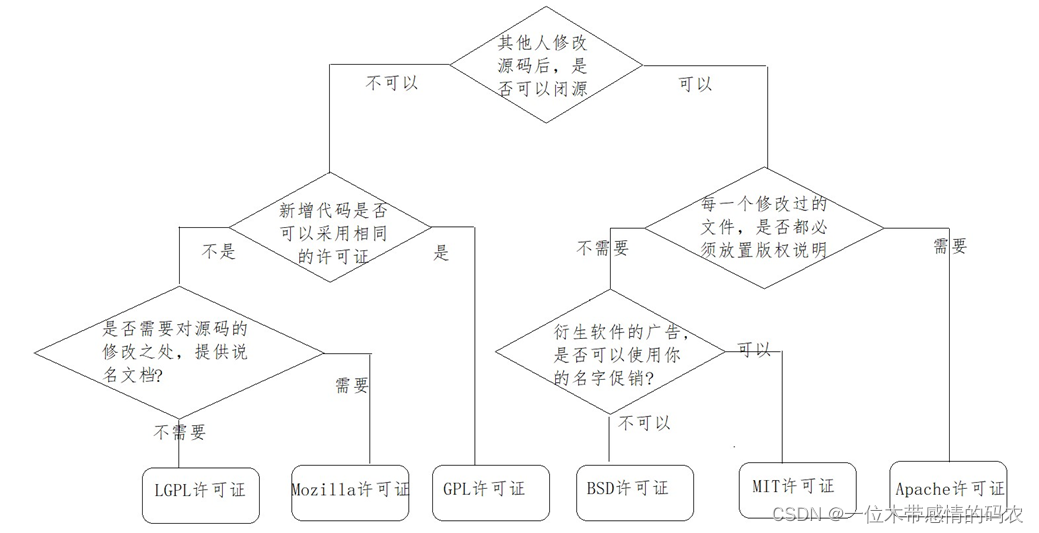 其他人修改
源码后，是
否可以闭源
不可以
可以
新增代码是否
可以采用相同
的许可证
每一个修改过的
文件，是否都必
须放置版权说明
不是
是
不需要
需要
是否需要对源码的
修改之处，提供说
名文档?
衍生软件的广告，
是否可以使用你
的名字促销?
需要
可以
不需要
不可以
LGPL许可证
Mozilla许可证
GPL许可证
BSD许可证
MIT许可证
Apache许可证
CSDN @一位木带感情的码农